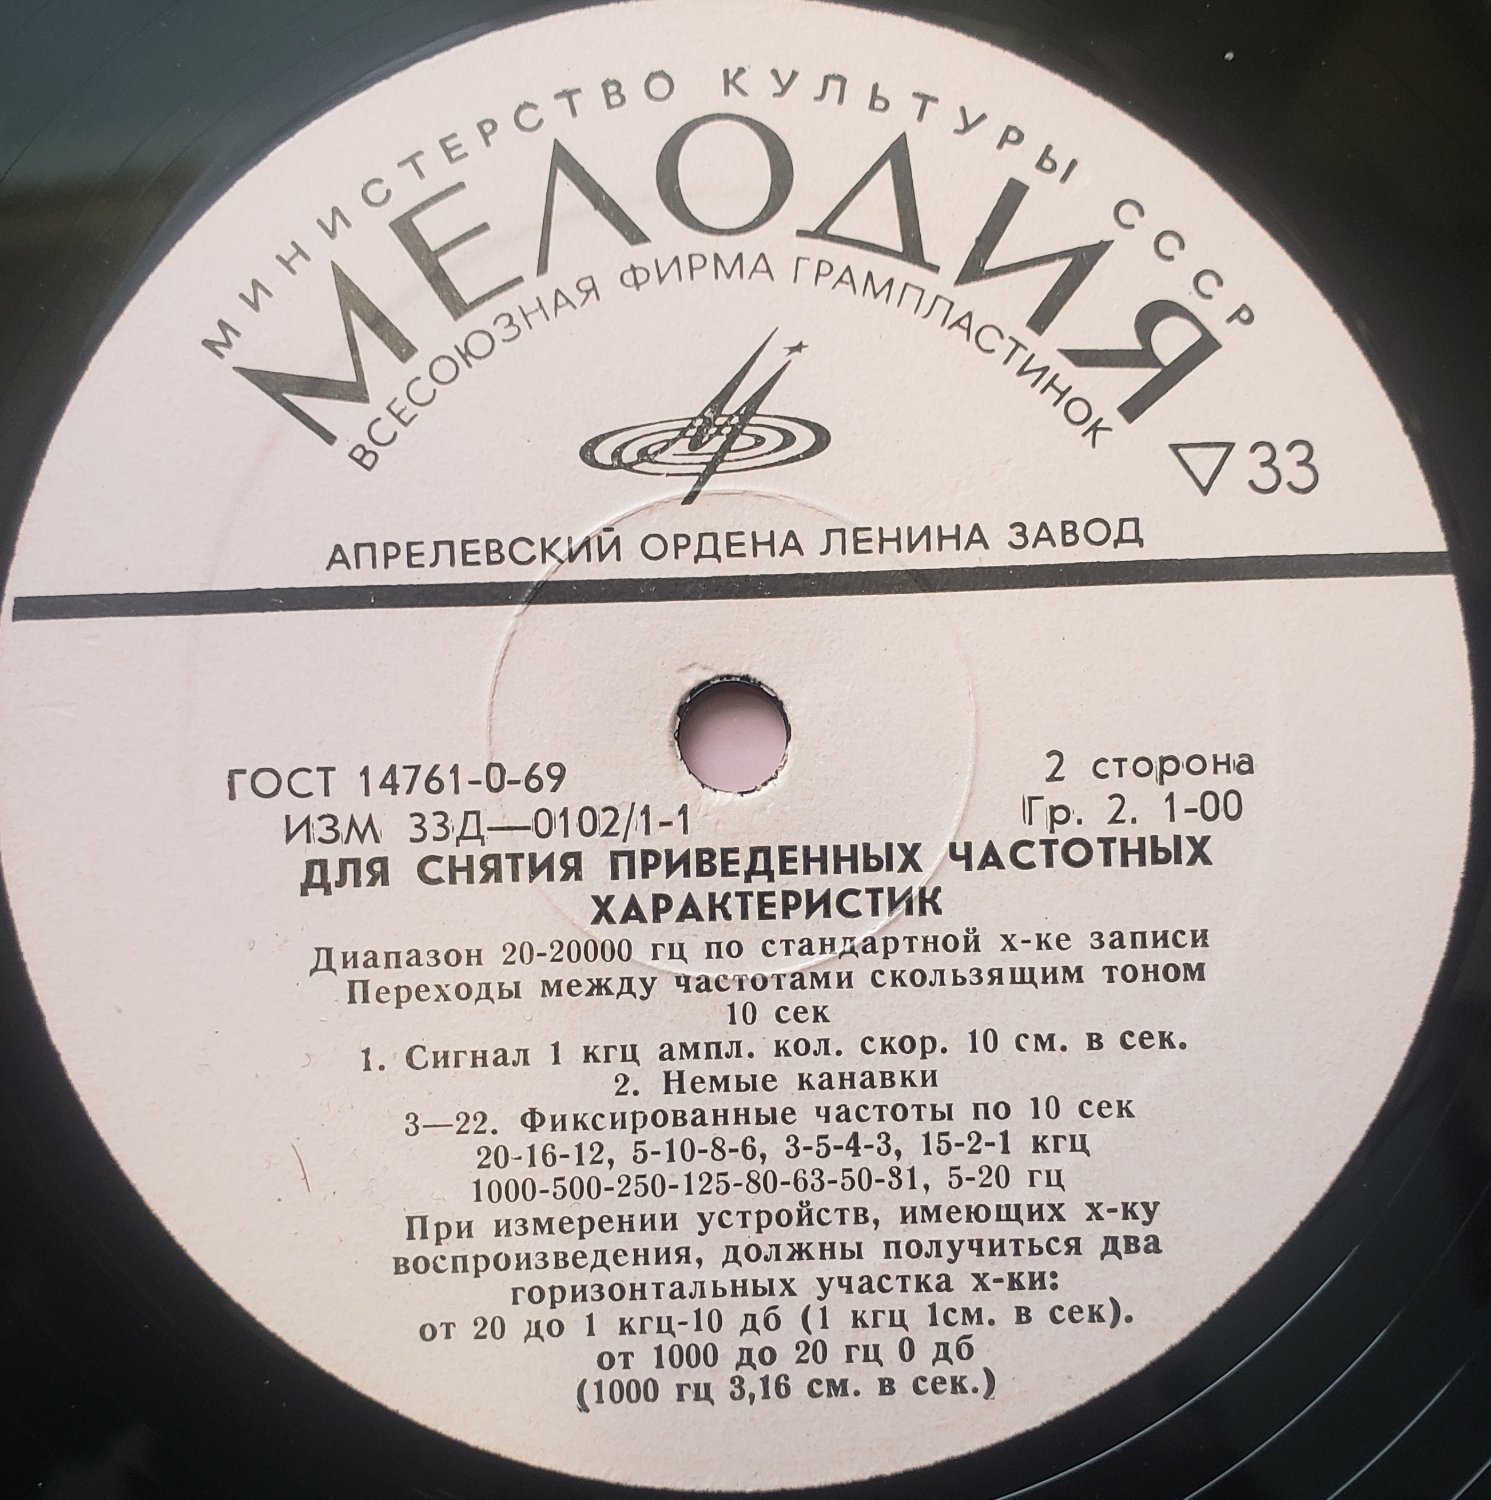 МИНИСТЕРСТВО КУЛЬТУРЫ СССР
МЕЛОДИЯ
ВСЕСОЮЗНАЯ ФИРМА ГРАМПЛАСТИНОК
33
АПРЕЛЕВСКИЙ ОРДЕНА ЛЕНИНА ЗАВОД
ГОСТ 14761-0-69
2 сторона
ИЗМ 33Д—0102/1-1
Гр. 2. 1-00
ДЛЯ СНЯТИЯ ПРИВЕДЕННЫХ ЧАСТОТНЫХ
ХАРАКТЕРИСТИК
Диапазон 20-20000 гц по стандартной х-ке записи
Переходы между частотами скользящим тоном
10 сек
1. Сигнал 1 кгц ампл. кол. скор. 10 см. в сек.
2. Немые канавки
3—22. Фиксированные частоты по 10 сек
20-16-12, 5-10-8-6, 3-5-4-3, 15-2-1 кгц
1000-500-250-125-80-63-50-31, 5-20 гц
При измерении устройств, имеющих х-ку
воспроизведения, должны получиться два
горизонтальных участка х-ки:
от 20 до 1 кгц-10 дб (1 кгц 1см. в сек).
от 1000 до 20 гц 0 дб
(1000 гц 3,16 см. в сек.)